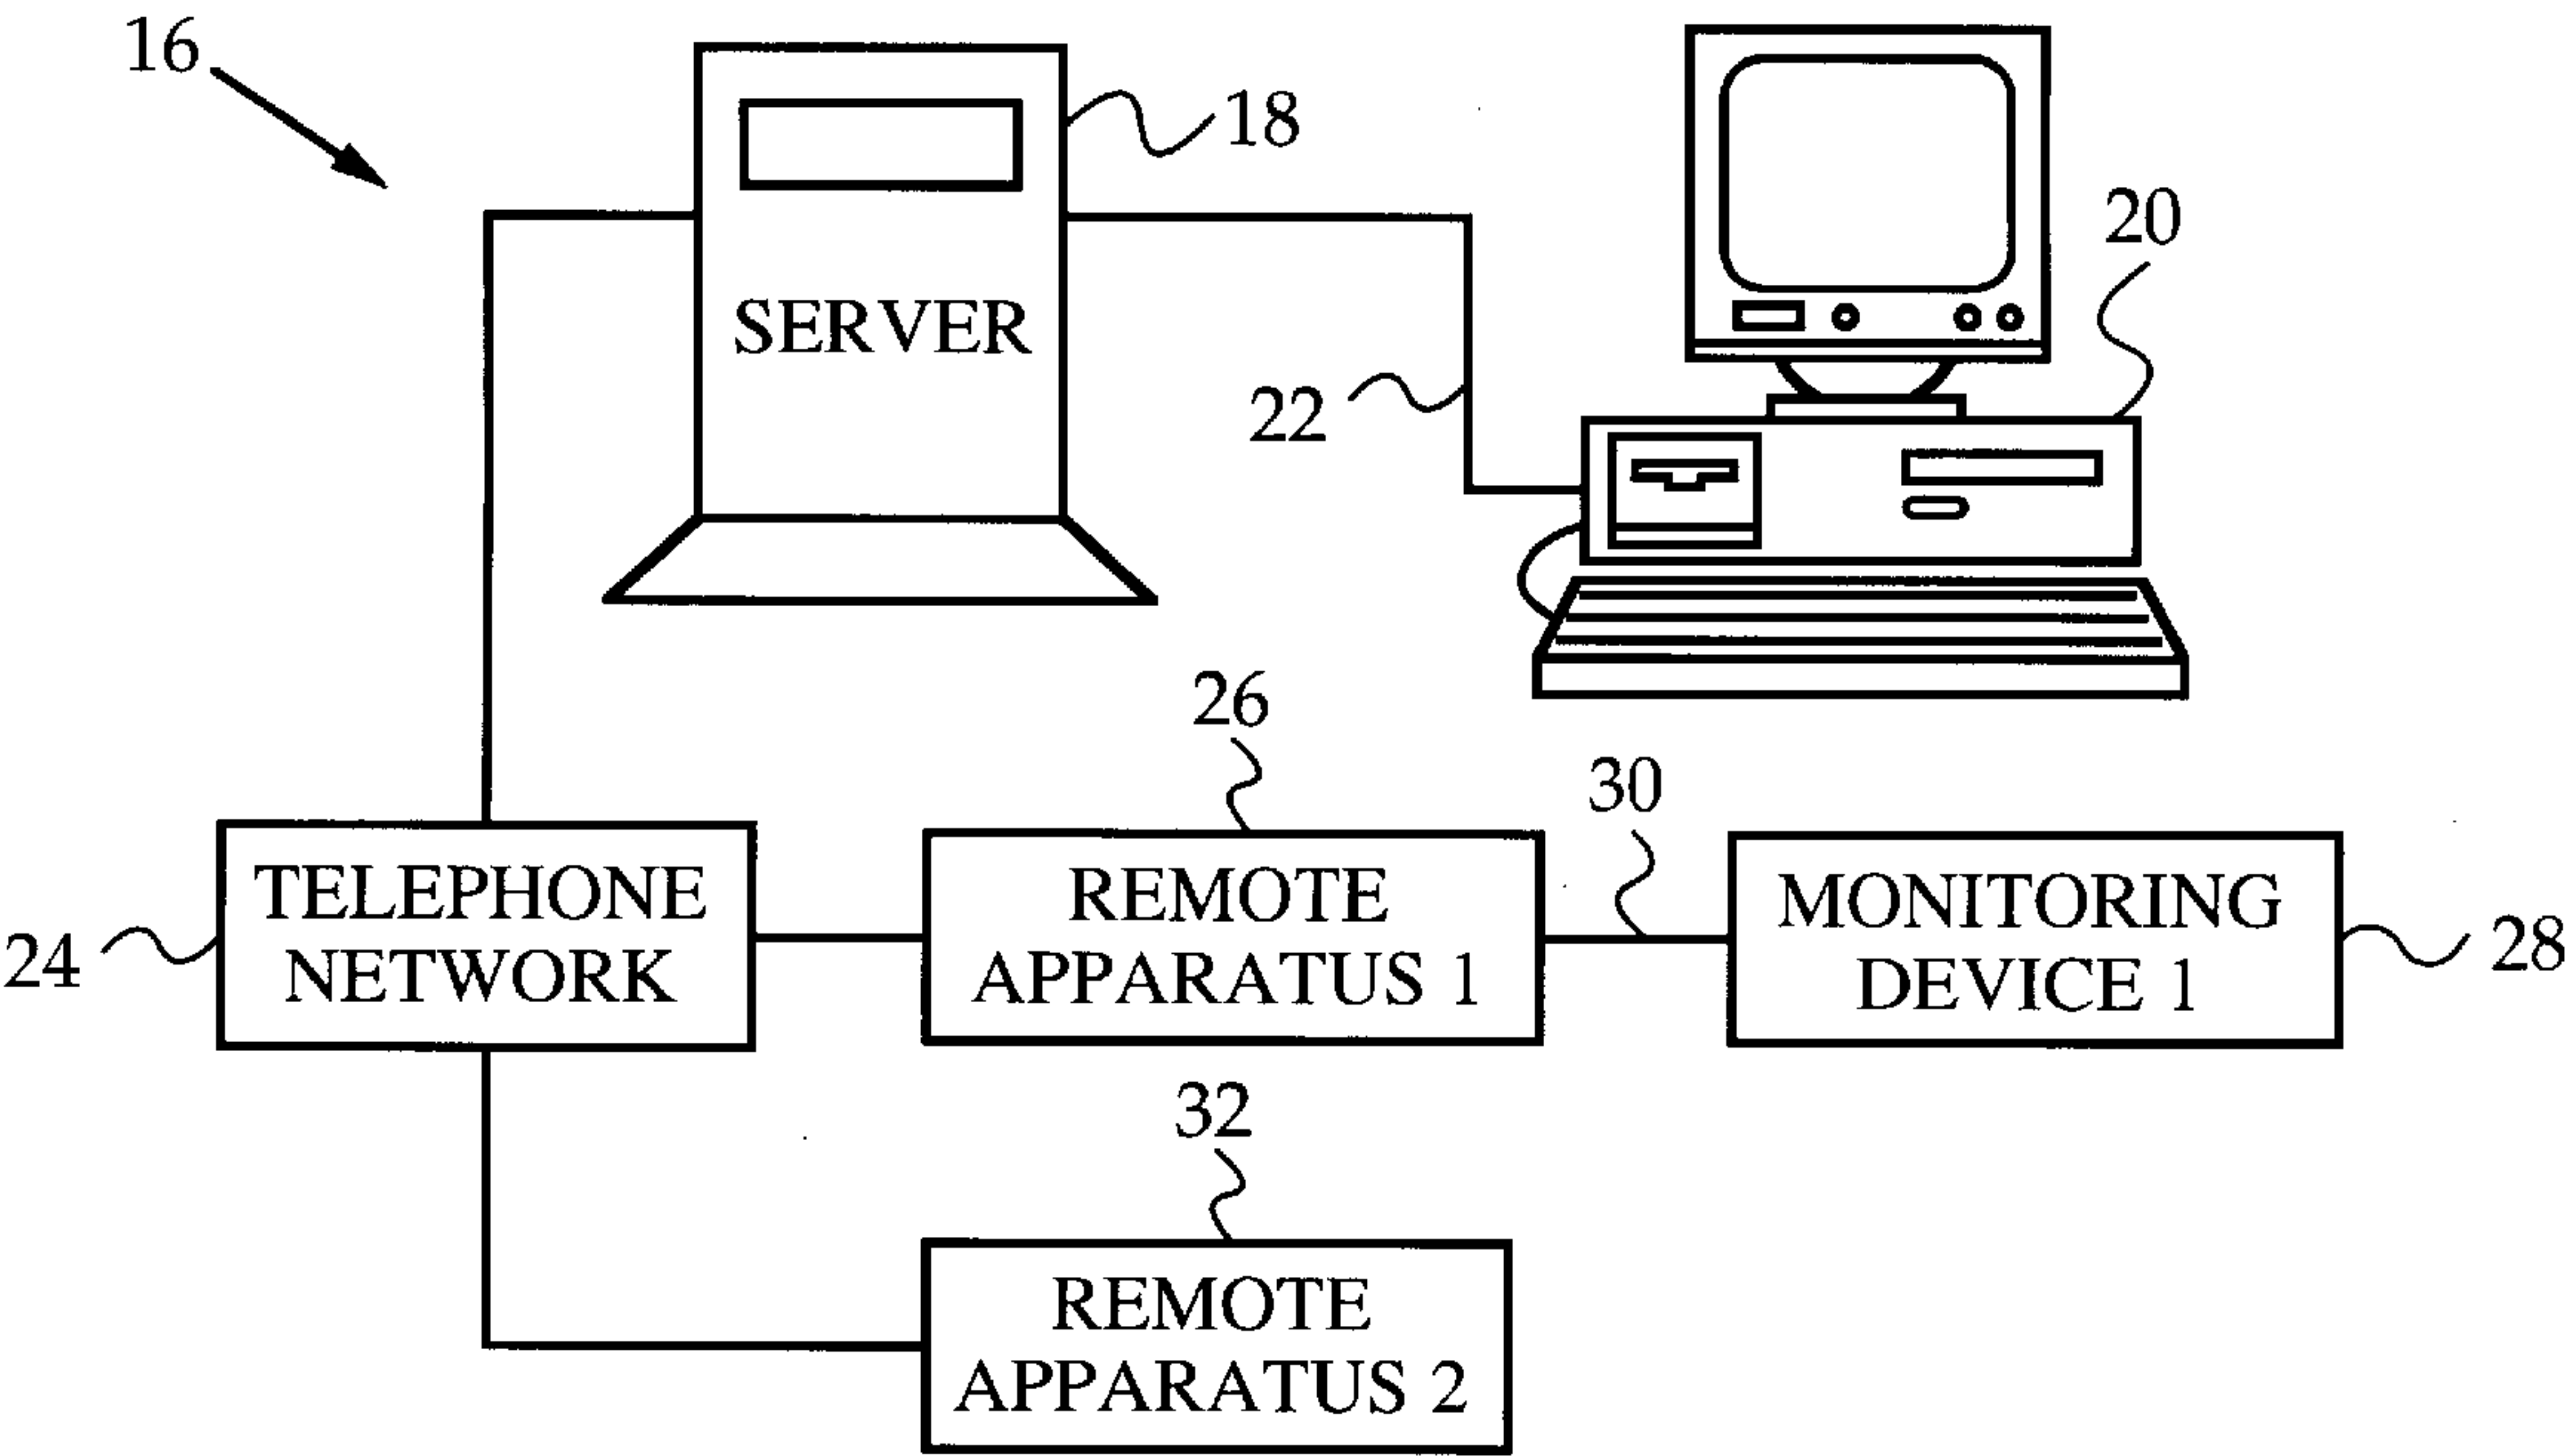 16
18
20
SERVER
22
26
30
TELEPHONE
NETWORK
REMOTE
APPARATUS 1
MONITORING
DEVICE 1
24
28
32
REMOTE
APPARATUS 2